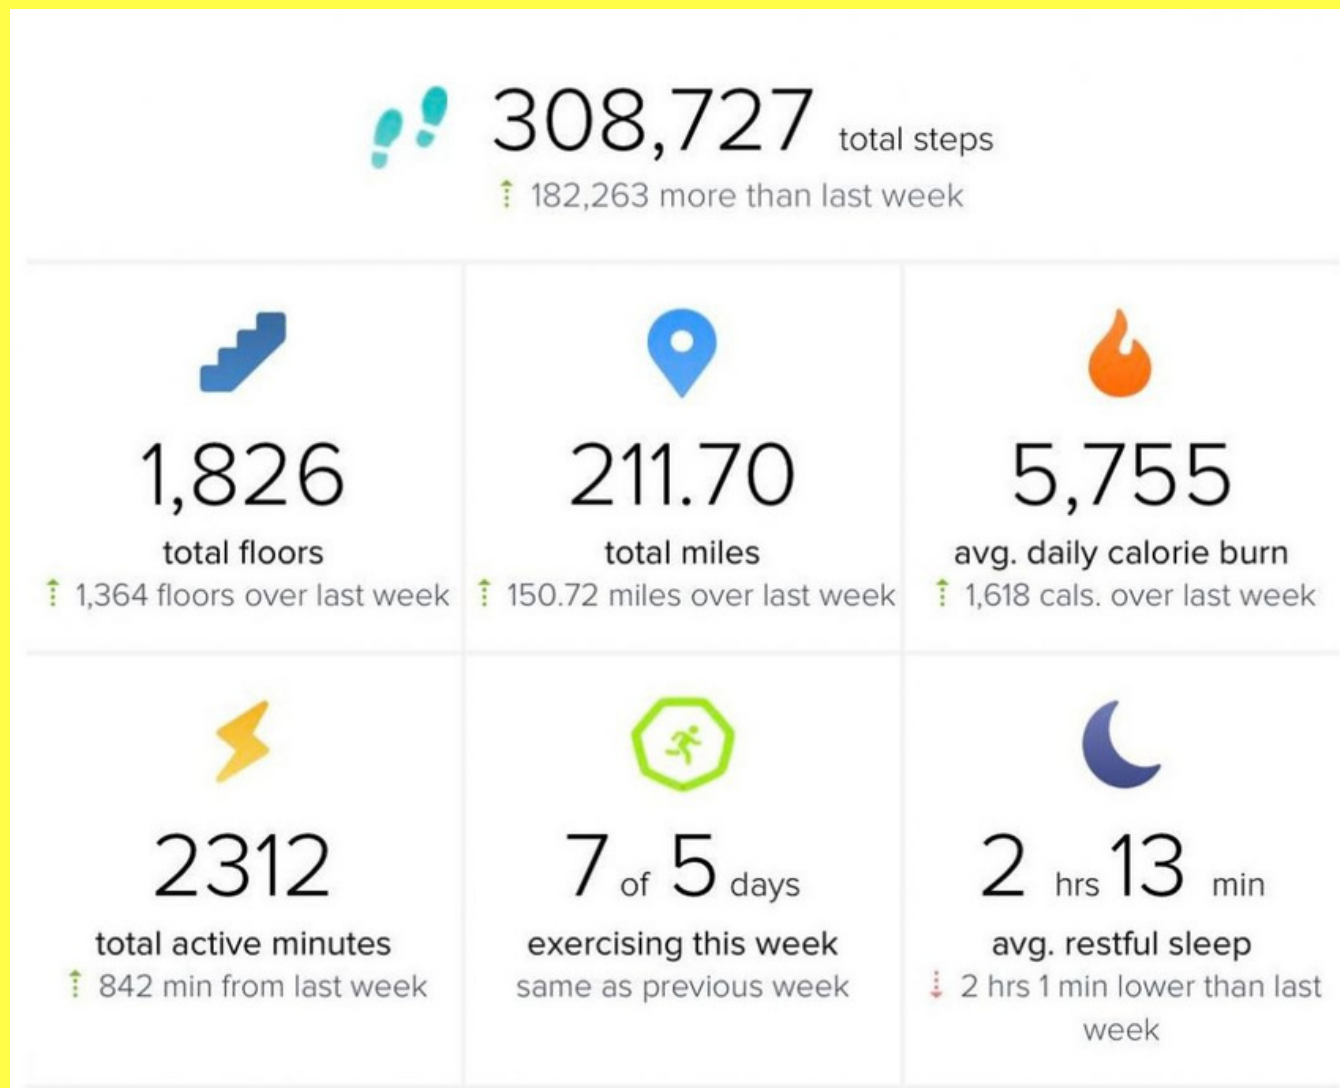 308,727 total steps
182,263 more than last week
1,826
total floors
1,364 floors over last week
211.70
total miles
150.72 miles over last week
5,755
avg. daily calorie burn
1,618 cals. over last week
2312
total active minutes
842 min from last week
7 of 5 days
exercising this week
same as previous week
2 hrs 13 min
avg. restful sleep
2 hrs 1 min lower than last
week